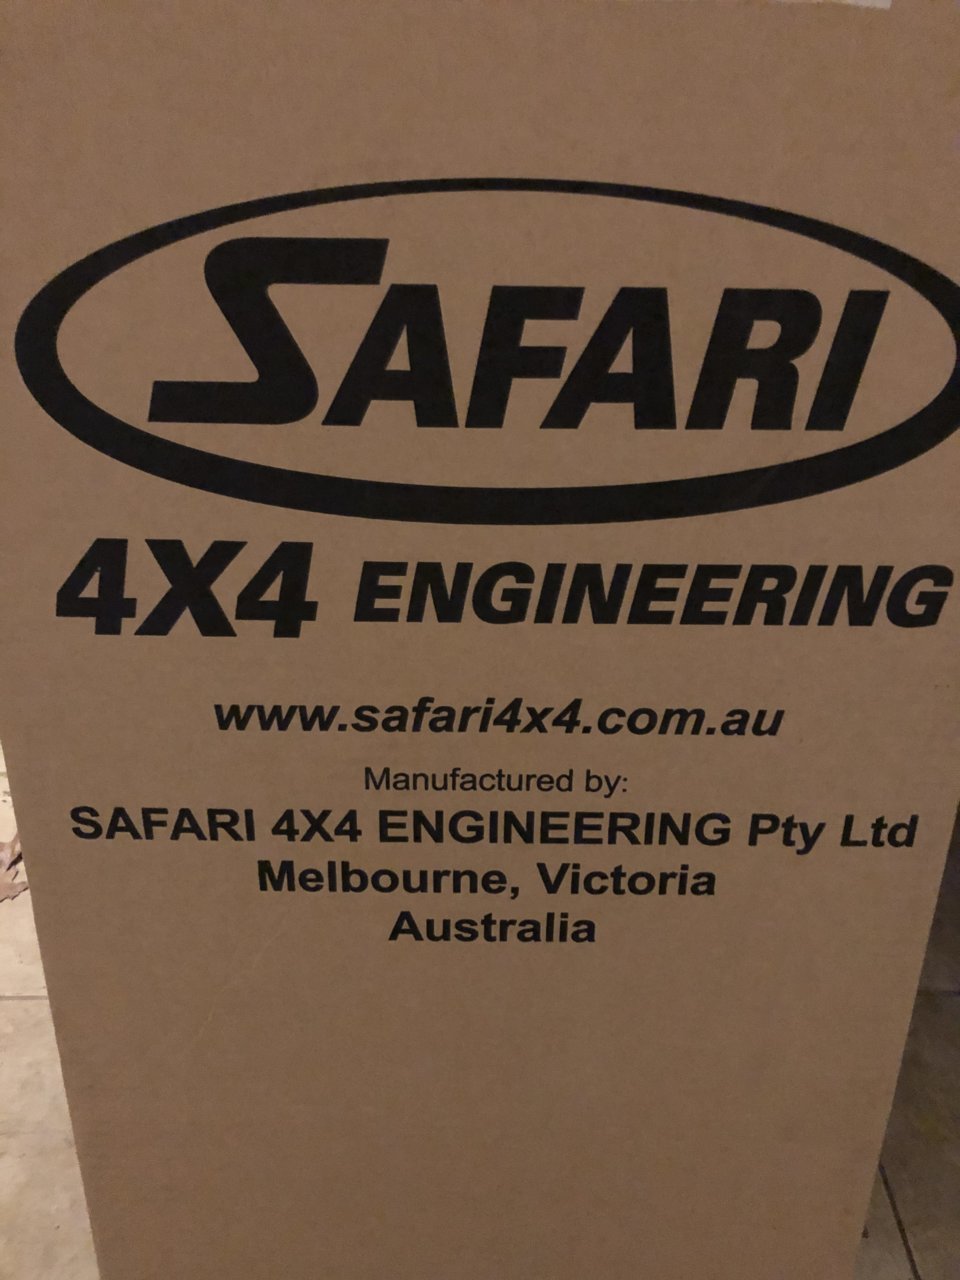 SAFARI
4X4 ENGINEERING
www.safari4x4.com.au
Manufactured by:
SAFARI 4X4 ENGINEERING Pty Ltd
Melbourne, Victoria
Australia